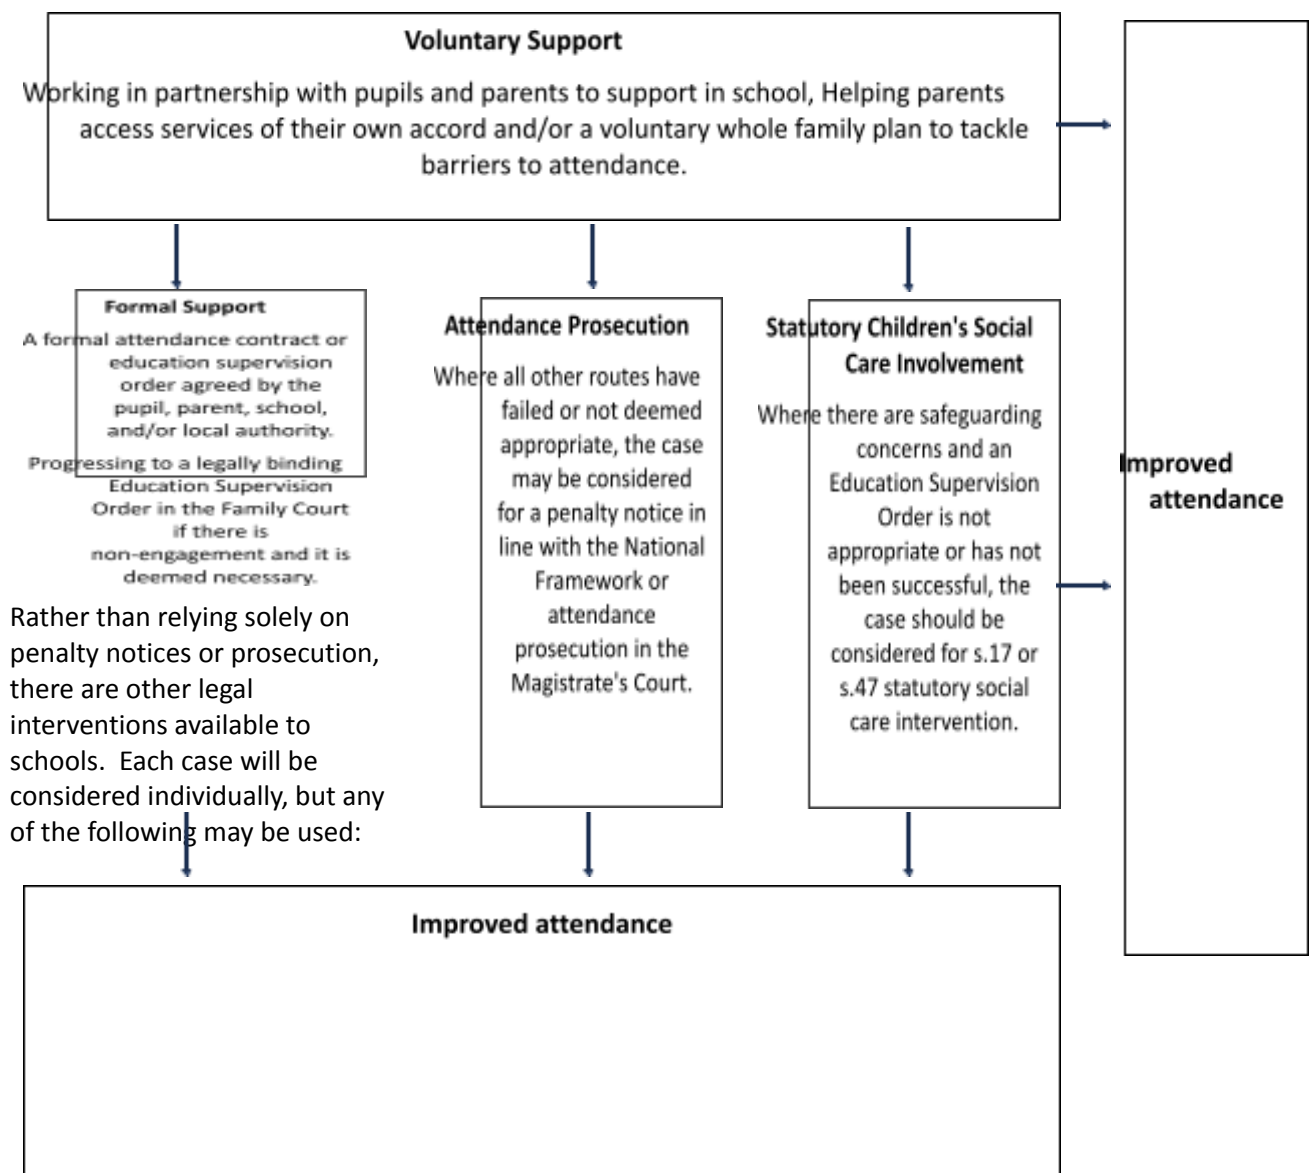 Voluntary Support
Working in partnership with pupils and parents to support in school, Helping parents
access services of their own accord and/or a voluntary whole family plan to tackle
barriers to attendance.
Formal Support
A formal attendance contract or
education supervision
order agreed by the
pupil, parent, school,
and/or local authority.
Progressing to a legally binding
Education Supervision
Order in the Family Court
if there is
non-engagement and it is
deemed necessary.
Attendance Prosecution
Where all other routes have
failed or not deemed
appropriate, the case
may be considered
for a penalty notice in
line with the National
Framework or
attendance
prosecution in the
Magistrate's Court.
Statutory Children's Social
Care Involvement
Where there are safeguarding
concerns and an
Education Supervision
Order is not
appropriate or has not
been successful, the
case should be
considered for s.17 or
s.47 statutory social
care intervention.
Improved
attendance
Rather than relying solely on
penalty notices or prosecution,
there are other legal
interventions available to
schools.  Each case will be
considered individually, but any
of the following may be used:
Improved attendance